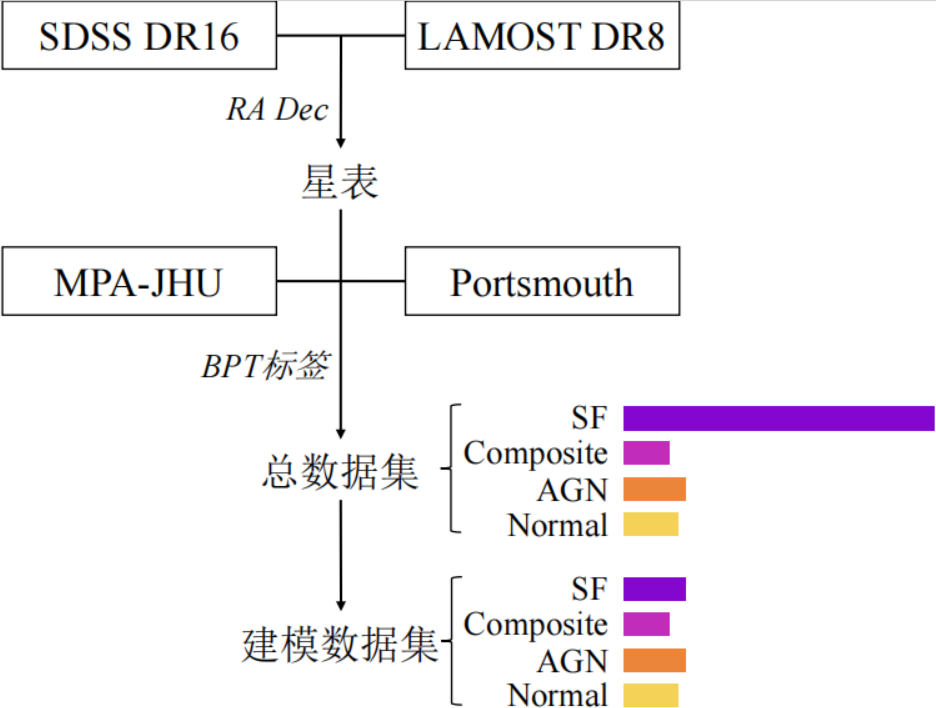 SDSS DR16
LAMOST DR8
RA Dec
星表
MPA-JHU
Portsmouth
BPT标签
总数据集
SF
Composite
AGN
Normal
建模数据集
SF
Composite
AGN
Normal